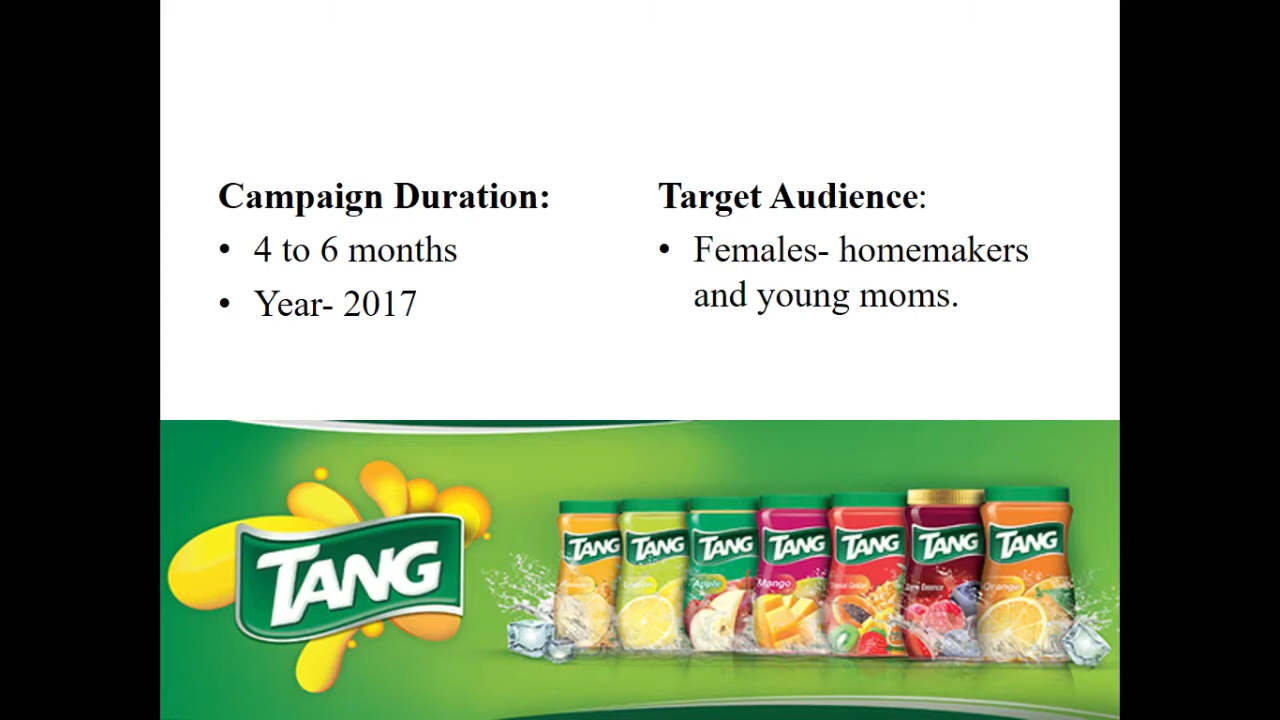 Campaign Duration:
• 4 to 6 months
• Year- 2017
Target Audience:
• Females- homemakers
and young moms.
TANG
TANG
TANG
TANG
Apple
TANG
Mango
TANG
TANG
TANG
Orange